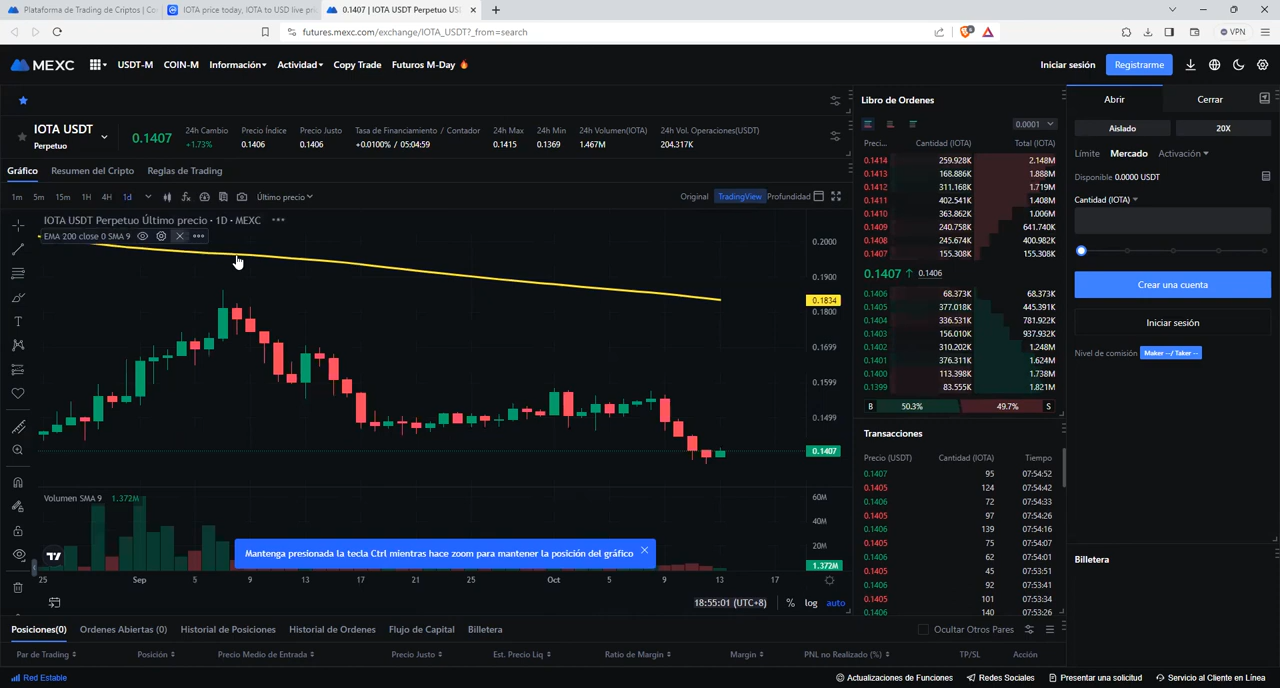 Plataforma de Trading de Criptos | Co
IOTA price today, IOTA to USD live pri
0.1407 | IOTA USDT Perpetuo US
futures.mexc.com/exchange/IOTA_USDT?_from=search
VPN
MEXC
USDT-M COIN-M Información Actividad Copy Trade Futuros M-Day
Iniciar sesión Registrarme
IOTA USDT
Perpetuo
0.1407
24h Cambio Precio Índice Precio Justo Tasa de Financiamiento / Contador 24h Max 24h Min 24h Volumen(IOTA) 24h Vol. Operaciones(USDT)
+1.73% 0.1406 0.1406 +0.0100% / 05:04:59 0.1415 0.1369 1.467M 204.317K
Gráfico Resumen del Cripto Reglas de Trading
1m 5m 15m 1H 4H 1d Último precio Original TradingView Profundidad
IOTA USDT Perpetuo Último precio · 1D · MEXC
EMA 200 close 0 SMA 9
0.2000
0.1900
0.1834
0.1800
0.1699
0.1599
0.1499
0.1407
Volumen SMA 9 1.372M
60M
40M
20M
1.372M
Mantenga presionada la tecla Ctrl mientras hace zoom para mantener la posición del gráfico
25 Sep 5 9 13 17 21 25 Oct 5 9 13 17
18:55:01 (UTC+8) % log auto
Libro de Ordenes
0.0001
Preci... Cantidad (IOTA) Total (IOTA)
0.1414 259.928K 2.148M
0.1413 168.886K 1.888M
0.1412 311.168K 1.719M
0.1411 402.541K 1.408M
0.1410 363.862K 1.006M
0.1409 240.758K 641.740K
0.1408 245.674K 400.982K
0.1407 155.308K 155.308K
0.1407 0.1406
0.1406 68.373K 68.373K
0.1405 377.018K 445.391K
0.1404 336.531K 781.922K
0.1403 156.010K 937.932K
0.1402 310.202K 1.248M
0.1401 376.311K 1.624M
0.1400 113.398K 1.738M
0.1399 83.555K 1.821M
B 50.3% 49.7% S
Transacciones
Precio (USDT) Cantidad (IOTA) Tiempo
0.1407 95 07:54:52
0.1405 124 07:54:42
0.1406 72 07:54:33
0.1405 97 07:54:26
0.1406 139 07:54:16
0.1405 75 07:54:07
0.1406 62 07:54:01
0.1405 45 07:53:51
0.1406 92 07:53:41
0.1405 101 07:53:34
0.1406 140 07:53:26
Abrir Cerrar
Aislado 20X
Límite Mercado Activación
Disponible 0.0000 USDT
Cantidad (IOTA)
Crear una cuenta
Iniciar sesión
Nivel de comisión Maker --/ Taker --
Billetera
Posiciones(0) Ordenes Abiertas (0) Historial de Posiciones Historial de Ordenes Flujo de Capital Billetera Ocultar Otros Pares
Par de Trading Posición Precio Medio de Entrada Precio Justo Est. Precio Liq Ratio de Margin Margin PNL no Realizado (%) TP/SL Acción
Red Estable
Actualizaciones de Funciones Redes Sociales Presentar una solicitud Servicio al Cliente en Línea